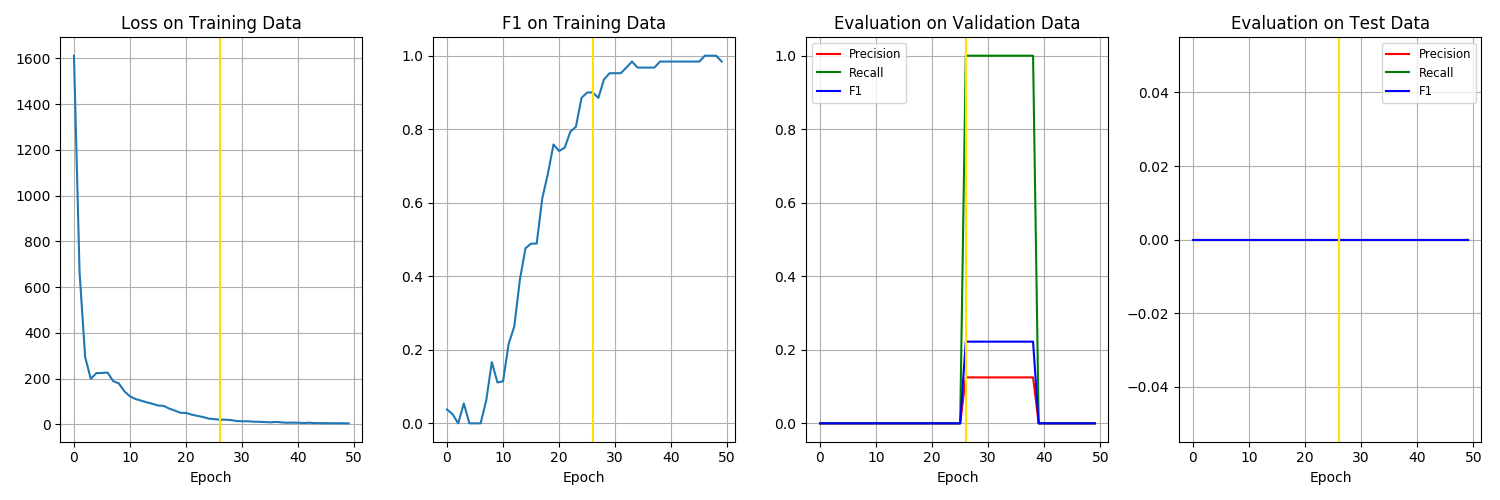 Loss on Training Data
1600
1400
1200
1000
800
600
400
200
0
0 10 20 30 40 50
Epoch
F1 on Training Data
1.0
0.8
0.6
0.4
0.2
0.0
0 10 20 30 40 50
Epoch
Evaluation on Validation Data
Precision
Recall
F1
1.0
0.8
0.6
0.4
0.2
0.0
0 10 20 30 40 50
Epoch
Evaluation on Test Data
Precision
Recall
F1
0.04
0.02
0.00
−0.02
−0.04
0 10 20 30 40 50
Epoch